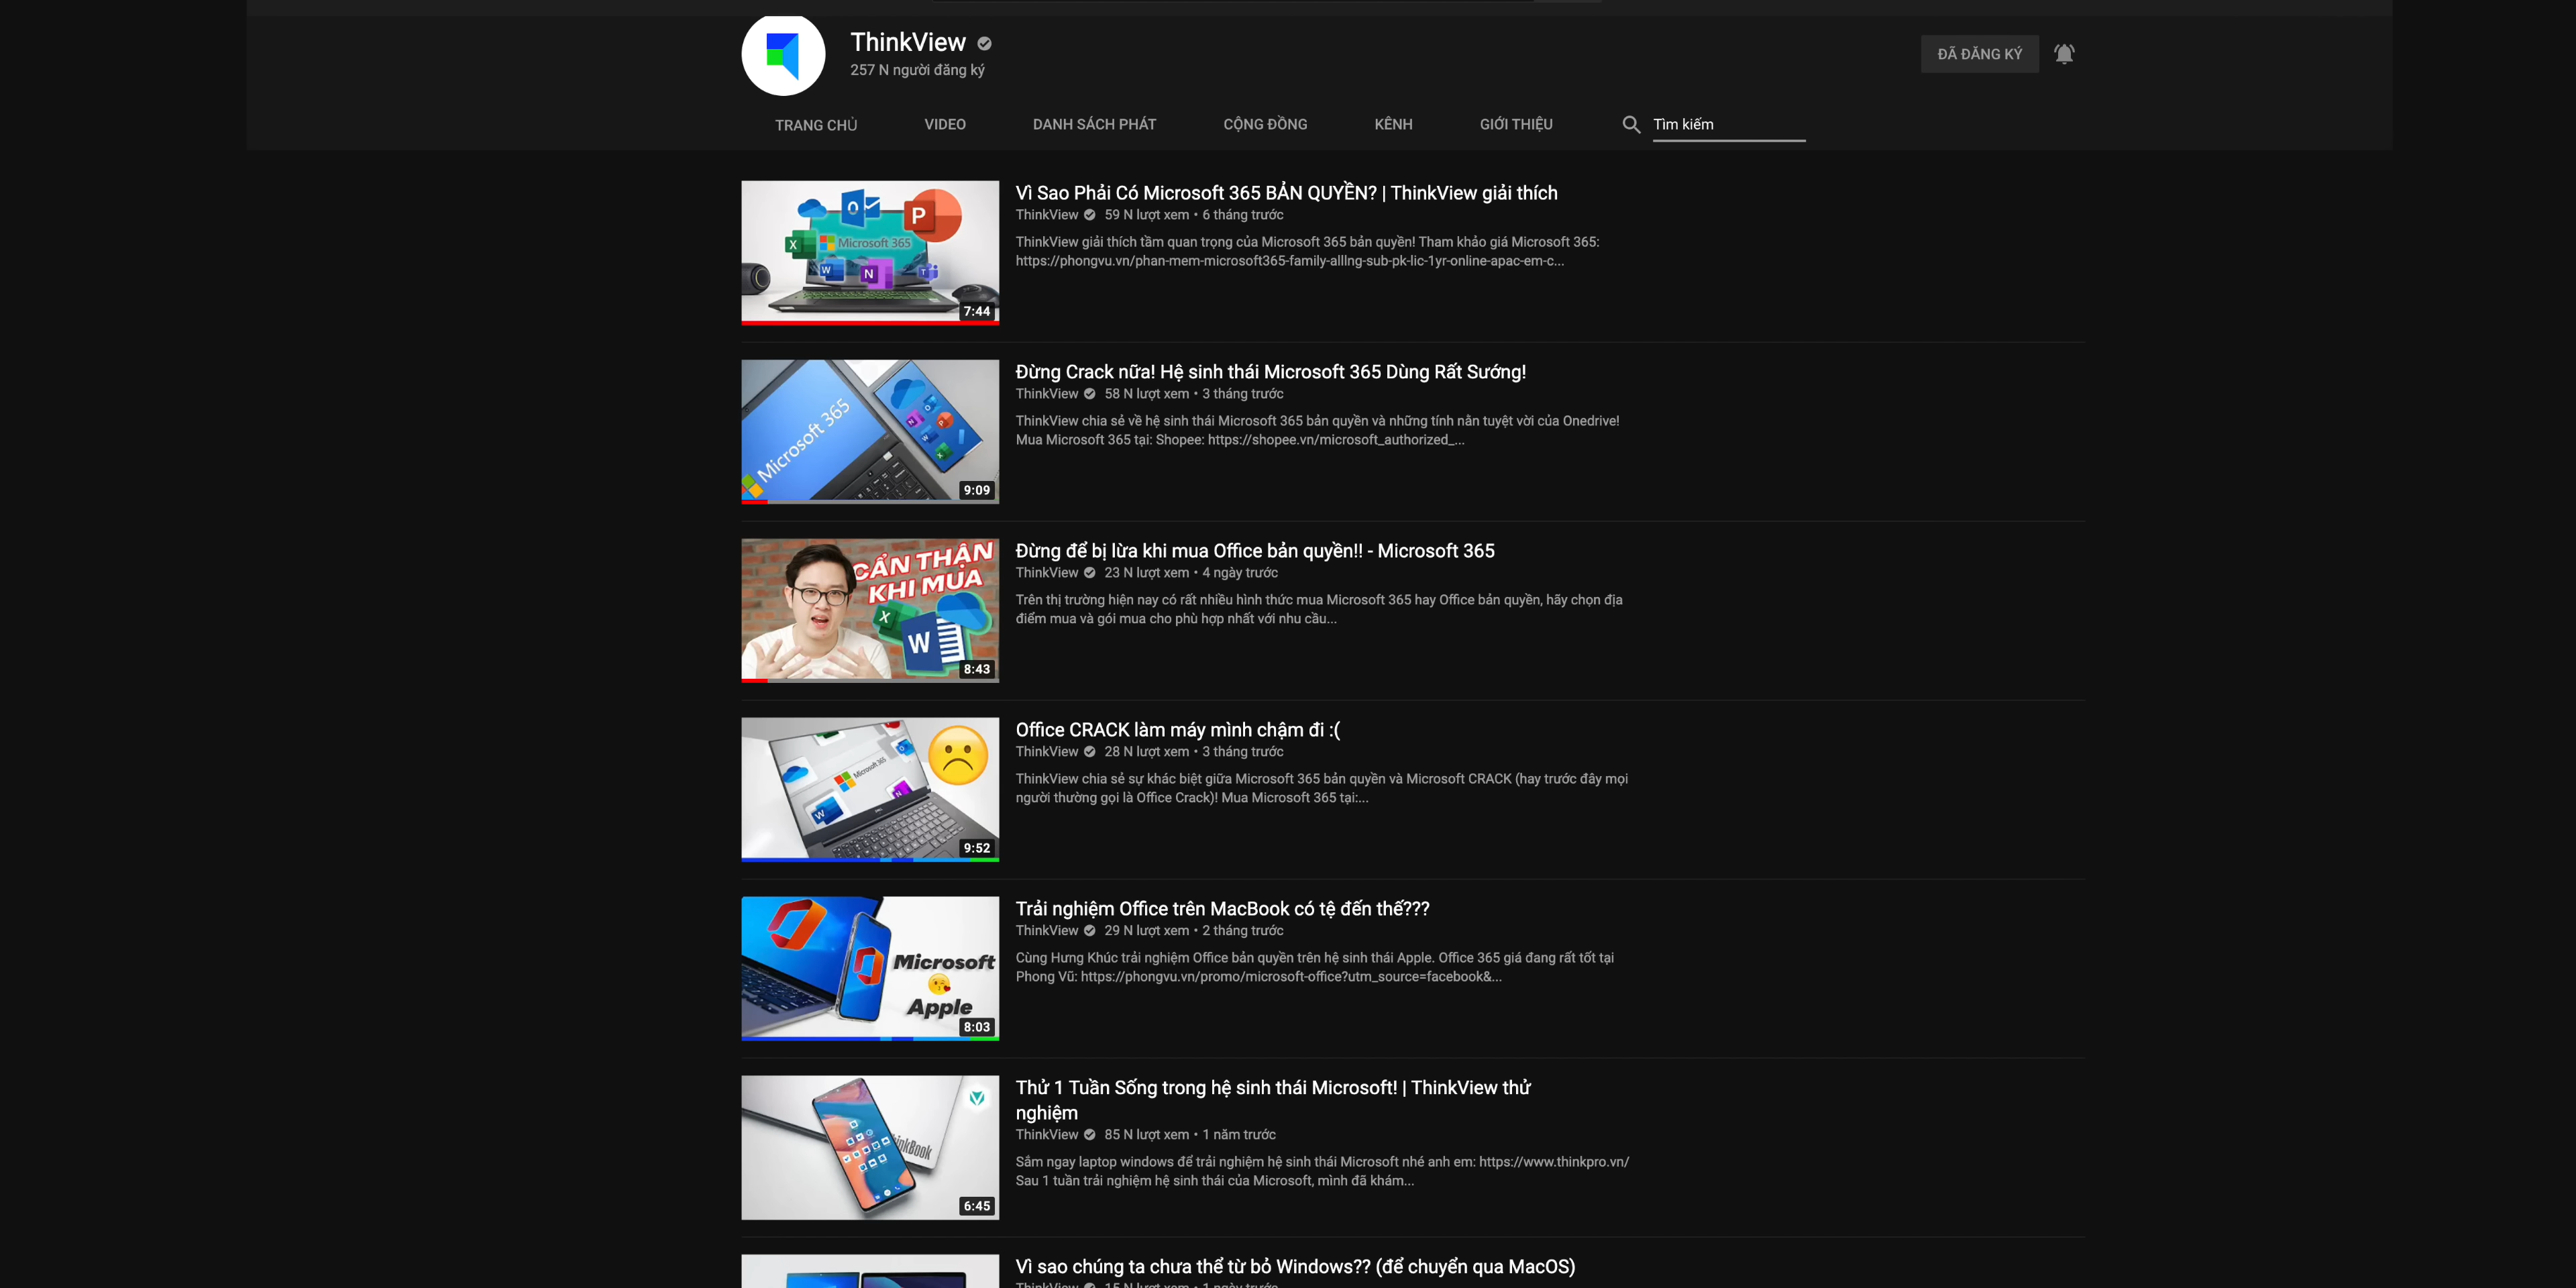 ThinkView
257 N người đăng ký
ĐÃ ĐĂNG KÝ
TRANG CHỦ
VIDEO
DANH SÁCH PHÁT
CỘNG ĐỒNG
KÊNH
GIỚI THIỆU
Tìm kiếm
Microsoft 365
7:44
Vì Sao Phải Có Microsoft 365 BẢN QUYỀN? | ThinkView giải thích
ThinkView 59 N lượt xem • 6 tháng trước
ThinkView giải thích tầm quan trọng của Microsoft 365 bản quyền! Tham khảo giá Microsoft 365:
https://phongvu.vn/phan-mem-microsoft365-family-alllng-sub-pk-lic-1yr-online-apac-em-c...
Microsoft 365
9:09
Đừng Crack nữa! Hệ sinh thái Microsoft 365 Dùng Rất Sướng!
ThinkView 58 N lượt xem • 3 tháng trước
ThinkView chia sẻ về hệ sinh thái Microsoft 365 bản quyền và những tính nằn tuyệt vời của Onedrive!
Mua Microsoft 365 tại: Shopee: https://shopee.vn/microsoft_authorized_...
CẨN THẬN
KHI MUA
8:43
Đừng để bị lừa khi mua Office bản quyền!! - Microsoft 365
ThinkView 23 N lượt xem • 4 ngày trước
Trên thị trường hiện nay có rất nhiều hình thức mua Microsoft 365 hay Office bản quyền, hãy chọn địa
điểm mua và gói mua cho phù hợp nhất với nhu cầu...
Microsoft 365
9:52
Office CRACK làm máy mình chậm đi :(
ThinkView 28 N lượt xem • 3 tháng trước
ThinkView chia sẻ sự khác biệt giữa Microsoft 365 bản quyền và Microsoft CRACK (hay trước đây mọi
người thường gọi là Office Crack)! Mua Microsoft 365 tại:...
Microsoft
Apple
8:03
Trải nghiệm Office trên MacBook có tệ đến thế???
ThinkView 29 N lượt xem • 2 tháng trước
Cùng Hưng Khúc trải nghiệm Office bản quyền trên hệ sinh thái Apple. Office 365 giá đang rất tốt tại
Phong Vũ: https://phongvu.vn/promo/microsoft-office?utm_source=facebook&...
6:45
Thử 1 Tuần Sống trong hệ sinh thái Microsoft! | ThinkView thử
nghiệm
ThinkView 85 N lượt xem • 1 năm trước
Sắm ngay laptop windows để trải nghiệm hệ sinh thái Microsoft nhé anh em: https://www.thinkpro.vn/
Sau 1 tuần trải nghiệm hệ sinh thái của Microsoft, mình đã khám...
Vì sao chúng ta chưa thể từ bỏ Windows?? (để chuyển qua MacOS)
ThinkView 15 N lượt xem • 1 ngày trước